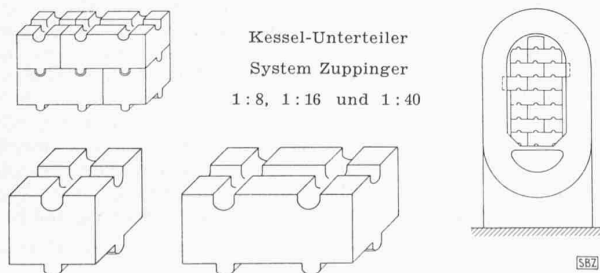 Kessel-Unterteiler
System Zuppinger
1:8, 1:16 und 1:40
SBZ